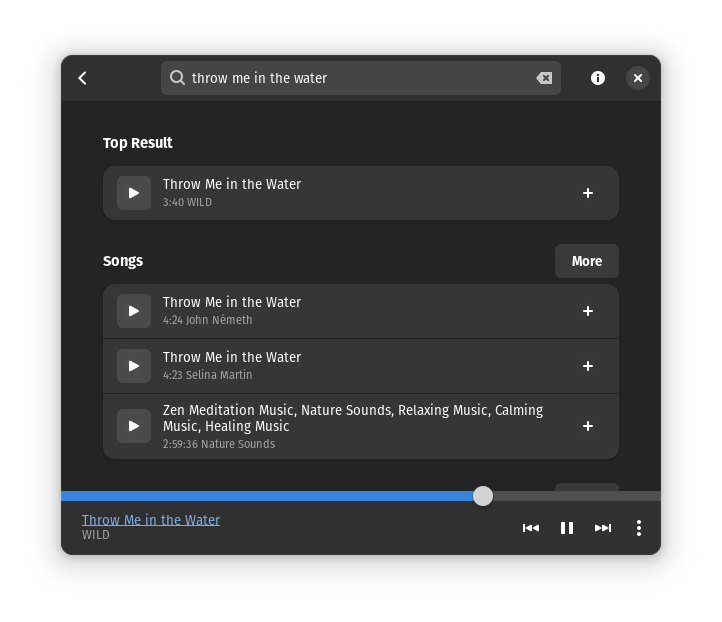 throw me in the water
Top Result
Throw Me in the Water
3:40 WILD
Songs
More
Throw Me in the Water
4:24 John Németh
Throw Me in the Water
4:23 Selina Martin
Zen Meditation Music, Nature Sounds, Relaxing Music, Calming
Music, Healing Music
2:59:36 Nature Sounds
Throw Me in the Water
WILD